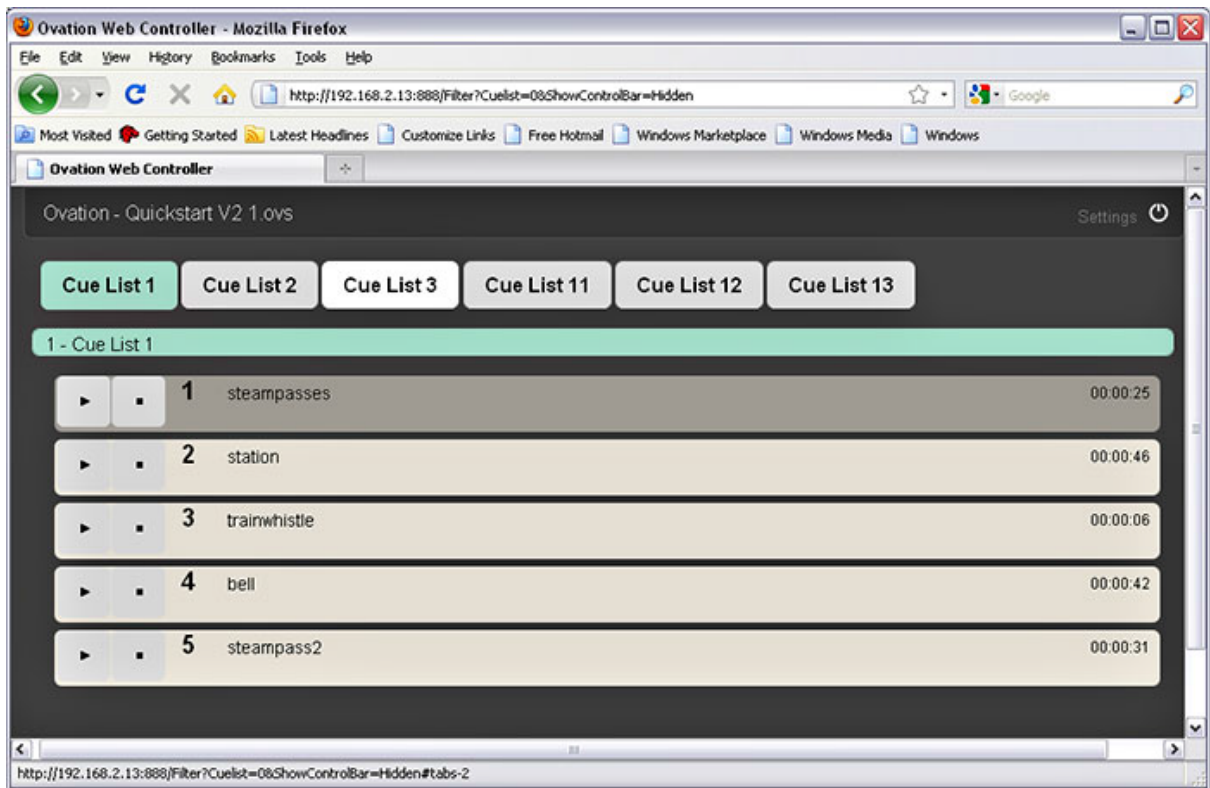 Ovation Web Controller - Mozilla Firefox
File Edit View History Bookmarks Tools Help
http://192.168.2.13:888/Filter?Cuelist=0&ShowControlBar=Hidden
Google
Most Visited Getting Started Latest Headlines Customize Links Free Hotmail Windows Marketplace Windows Media Windows
Ovation Web Controller
Ovation - Quickstart V2 1.ovs Settings
Cue List 1 Cue List 2 Cue List 3 Cue List 11 Cue List 12 Cue List 13
1 - Cue List 1
1 steampasses 00:00:25
2 station 00:00:46
3 trainwhistle 00:00:06
4 bell 00:00:42
5 steampass2 00:00:31
http://192.168.2.13:888/Filter?Cuelist=0&ShowControlBar=Hidden#tabs-2